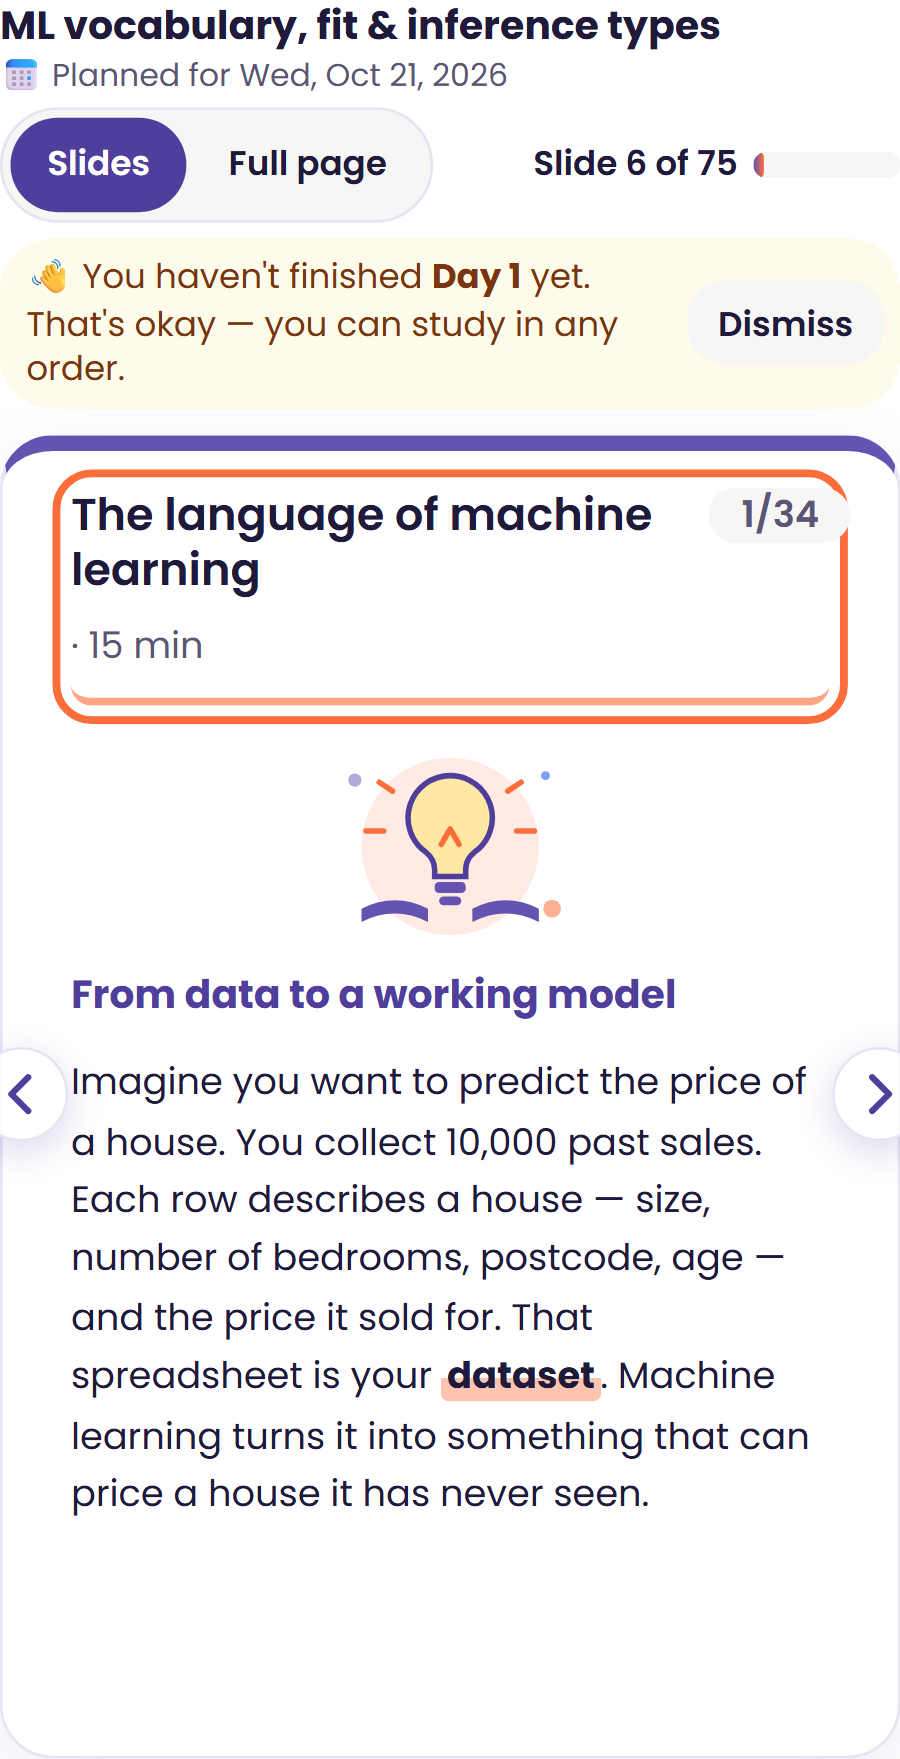 ML vocabulary, fit & inference types
Planned for Wed, Oct 21, 2026
Slides
Full page
Slide 6 of 75
You haven't finished Day 1 yet.
That's okay — you can study in any
order.
Dismiss
The language of machine
learning
1/34
· 15 min
From data to a working model
Imagine you want to predict the price of
a house. You collect 10,000 past sales.
Each row describes a house — size,
number of bedrooms, postcode, age —
and the price it sold for. That
spreadsheet is your dataset. Machine
learning turns it into something that can
price a house it has never seen.